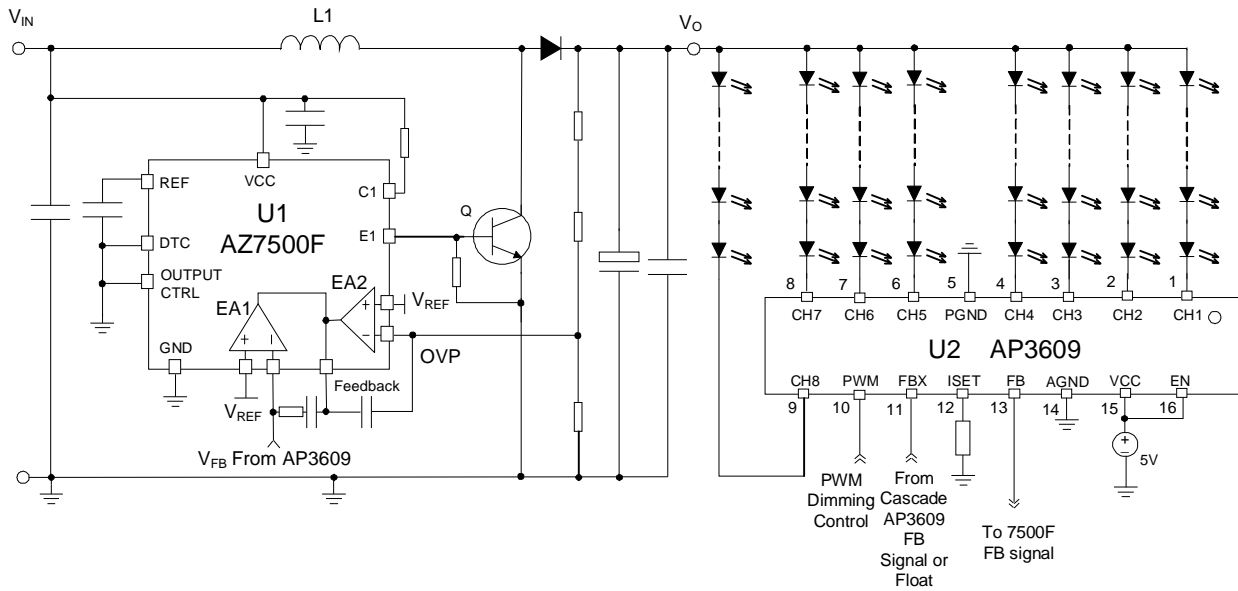 VIN
L1
VO
REF
VCC
C1
U1
AZ7500F
Q
E1
DTC
OUTPUT
CTRL
EA1
EA2
+
VREF
−
+
−
GND
OVP
Feedback
VREF
VFB From AP3609
8
7
6
5
4
3
2
1
CH7
CH6
CH5
PGND
CH4
CH3
CH2
CH1
U2 AP3609
CH8
PWM
FBX
ISET
FB
AGND
VCC
EN
9
10
11
12
13
14
15
16
+
−
5V
PWM
Dimming
Control
From
Cascade
AP3609
FB
Signal or
Float
To 7500F
FB signal